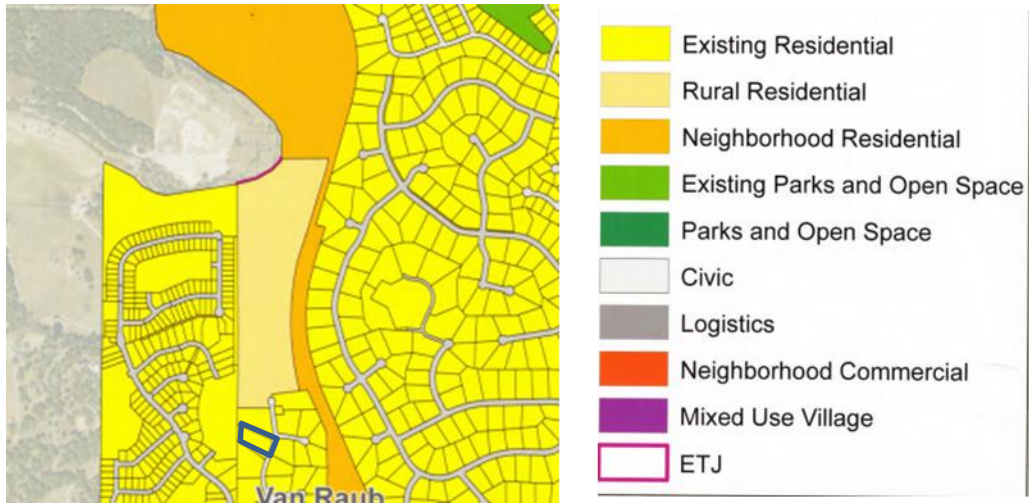 Van Raub
Existing Residential
Rural Residential
Neighborhood Residential
Existing Parks and Open Space
Parks and Open Space
Civic
Logistics
Neighborhood Commercial
Mixed Use Village
ETJ